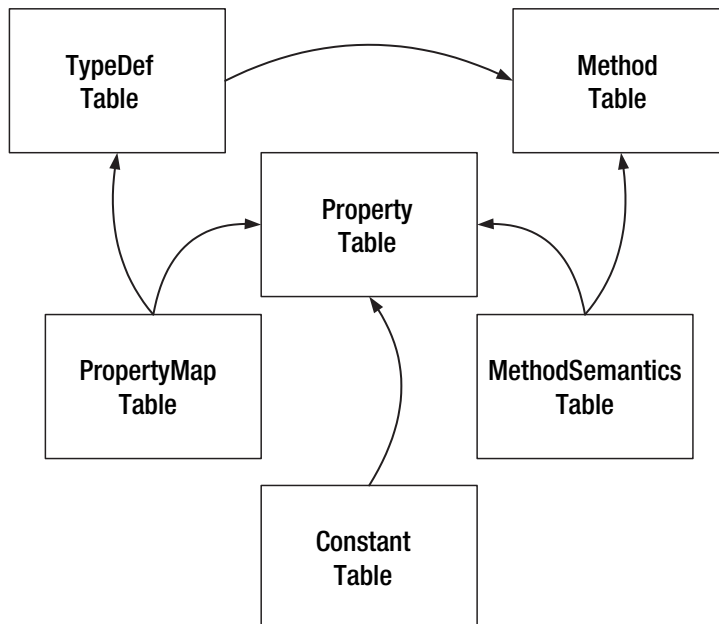 TypeDef
Table
Method
Table
Property
Table
PropertyMap
Table
MethodSemantics
Table
Constant
Table